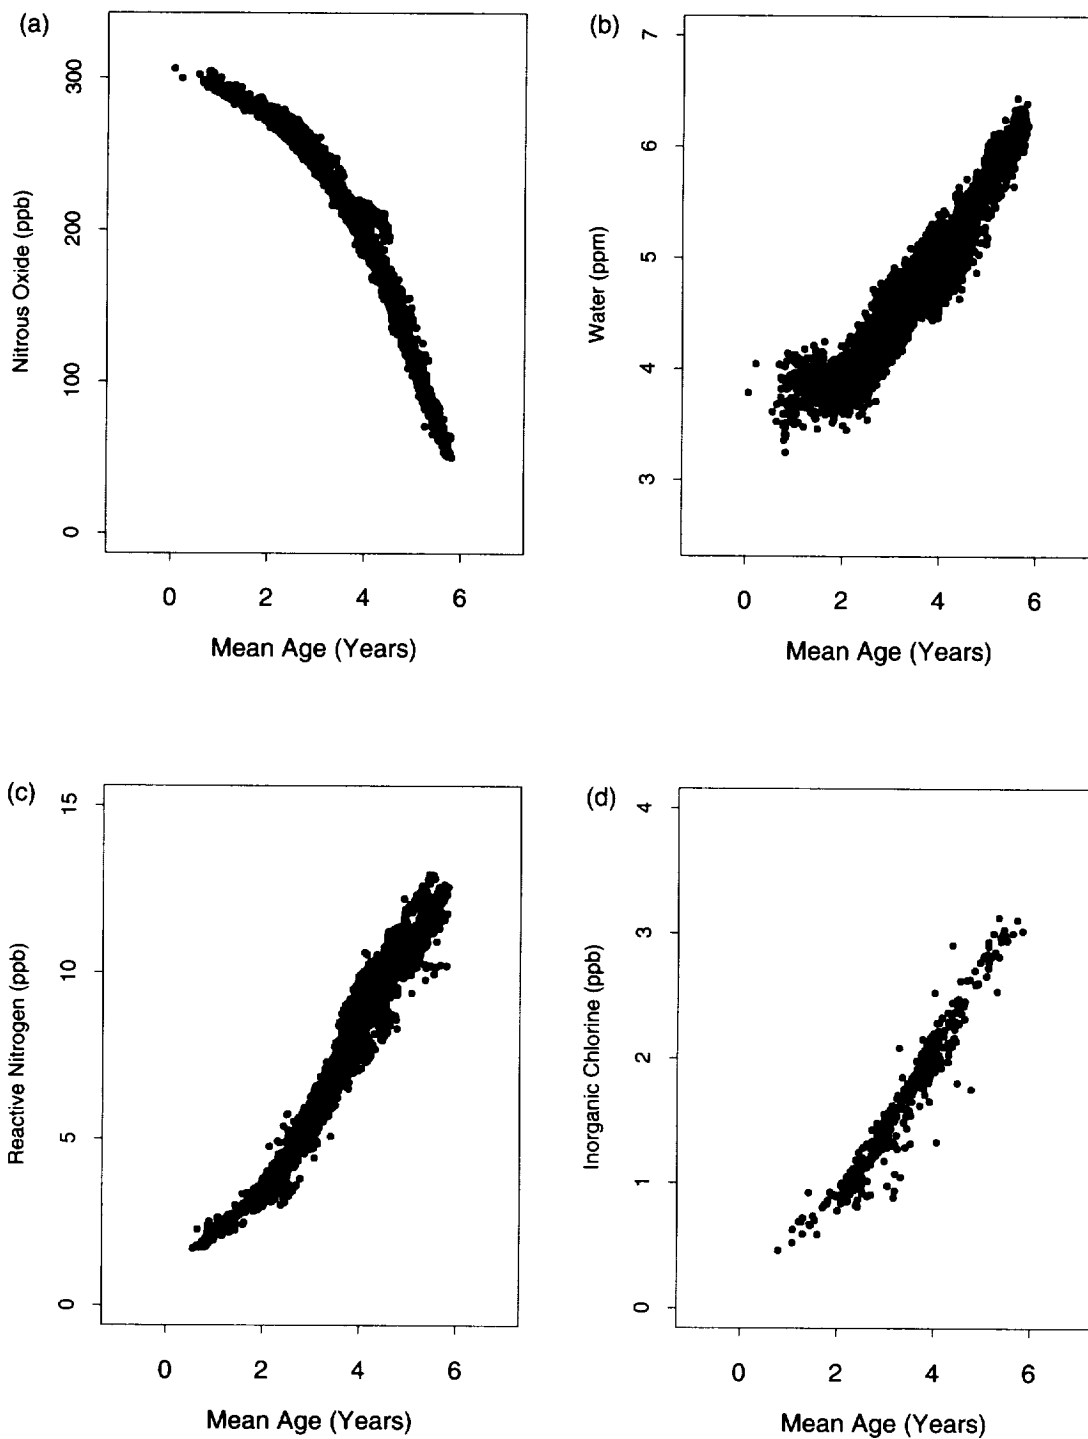 (a)
300
200
100
0
Nitrous Oxide (ppb)
0 2 4 6
Mean Age (Years)
(b)
7
6
5
4
3
Water (ppm)
0 2 4 6
Mean Age (Years)
(c)
15
10
5
0
Reactive Nitrogen (ppb)
0 2 4 6
Mean Age (Years)
(d)
4
3
2
1
0
Inorganic Chlorine (ppb)
0 2 4 6
Mean Age (Years)